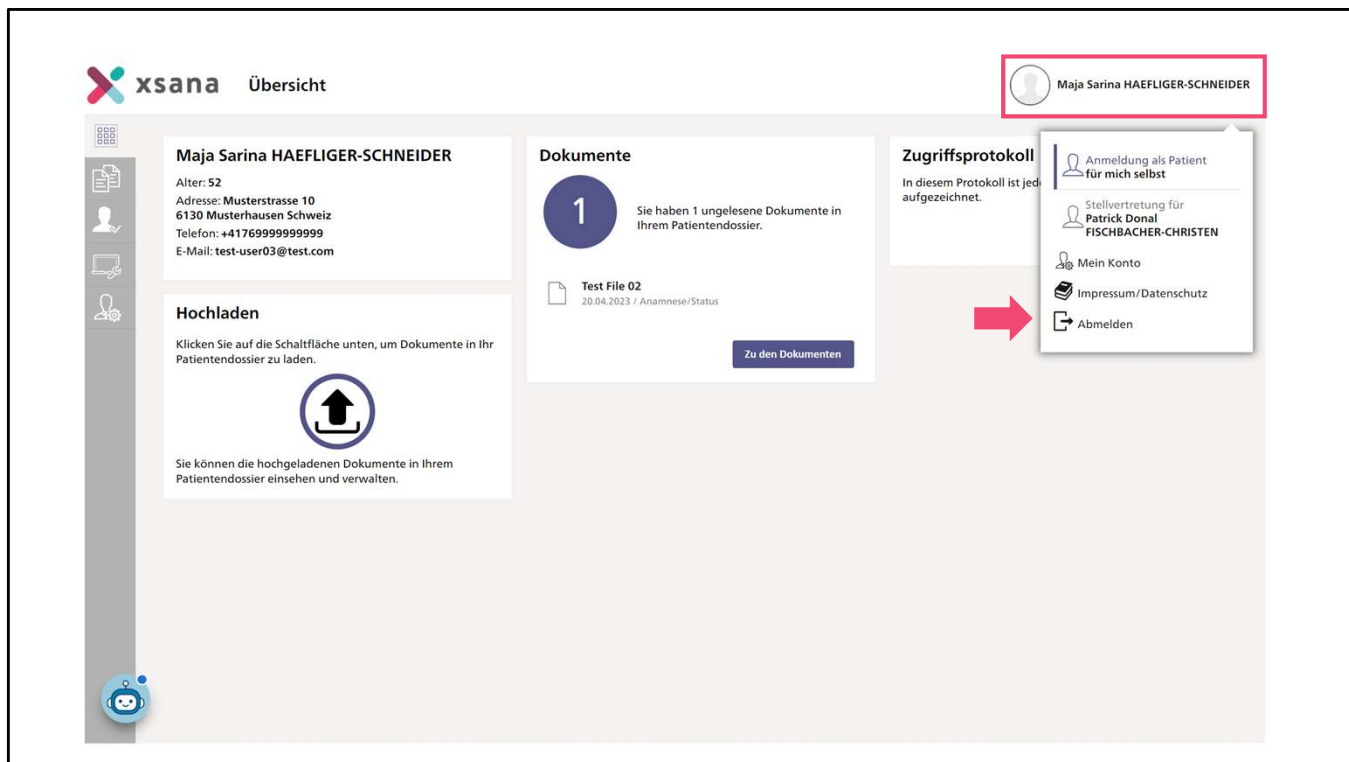 xsana
Übersicht
Maja Sarina HAEFLIGER-SCHNEIDER
Maja Sarina HAEFLIGER-SCHNEIDER
Alter: 52
Adresse: Musterstrasse 10
6130 Musterhausen Schweiz
Telefon: +41769999999999
E-Mail: test-user03@test.com
Hochladen
Klicken Sie auf die Schaltfläche unten, um Dokumente in Ihr
Patientendossier zu laden.
Sie können die hochgeladenen Dokumente in Ihrem
Patientendossier einsehen und verwalten.
Dokumente
1
Sie haben 1 ungelesene Dokumente in
Ihrem Patientendossier.
Test File 02
20.04.2023 / Anamnese/Status
Zu den Dokumenten
Zugriffsprotokoll
In diesem Protokoll ist
aufgezeichnet.
Anmeldung als Patient
für mich selbst
Stellvertretung für
Patrick Donal
FISCHBACHER-CHRISTEN
Mein Konto
Impressum/Datenschutz
Abmelden